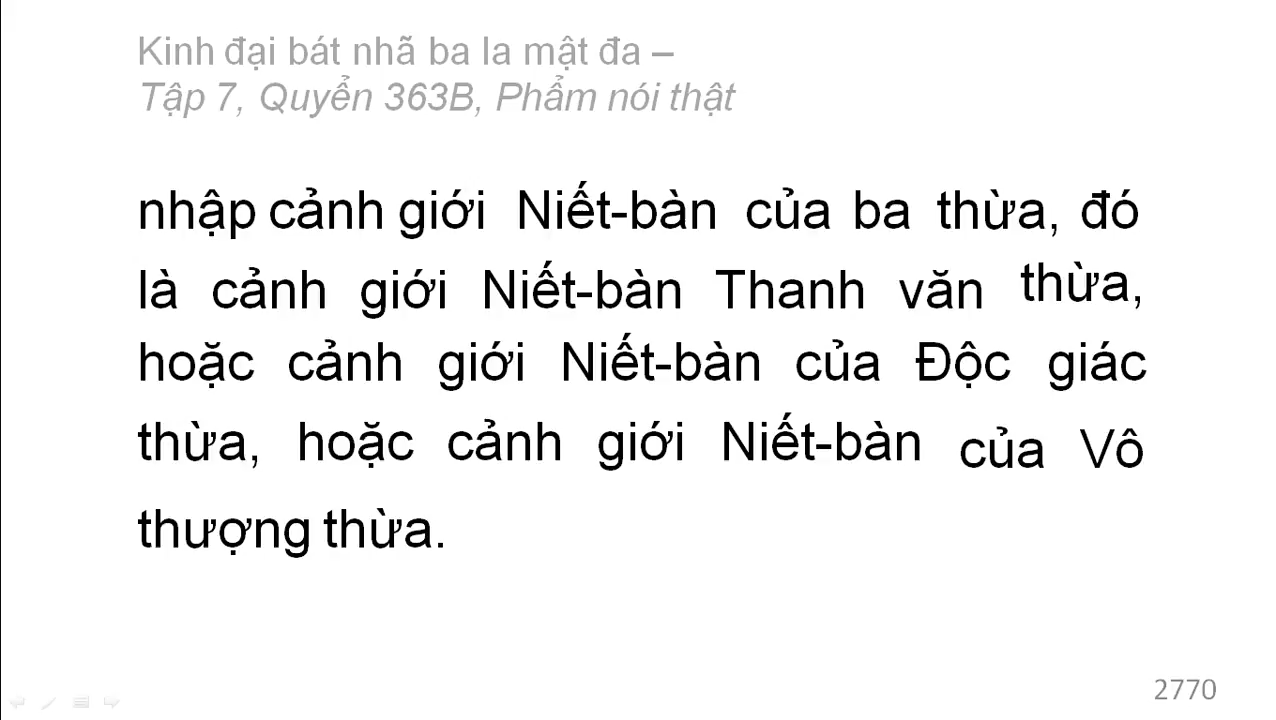 Kinh đại bát nhã ba la mật đa –
Tập 7, Quyển 363B, Phẩm nói thật
nhập cảnh giới Niết-bàn của ba thừa, đó
là cảnh giới Niết-bàn Thanh văn thừa,
hoặc cảnh giới Niết-bàn của Độc giác
thừa, hoặc cảnh giới Niết-bàn của Vô
thượng thừa.
2770